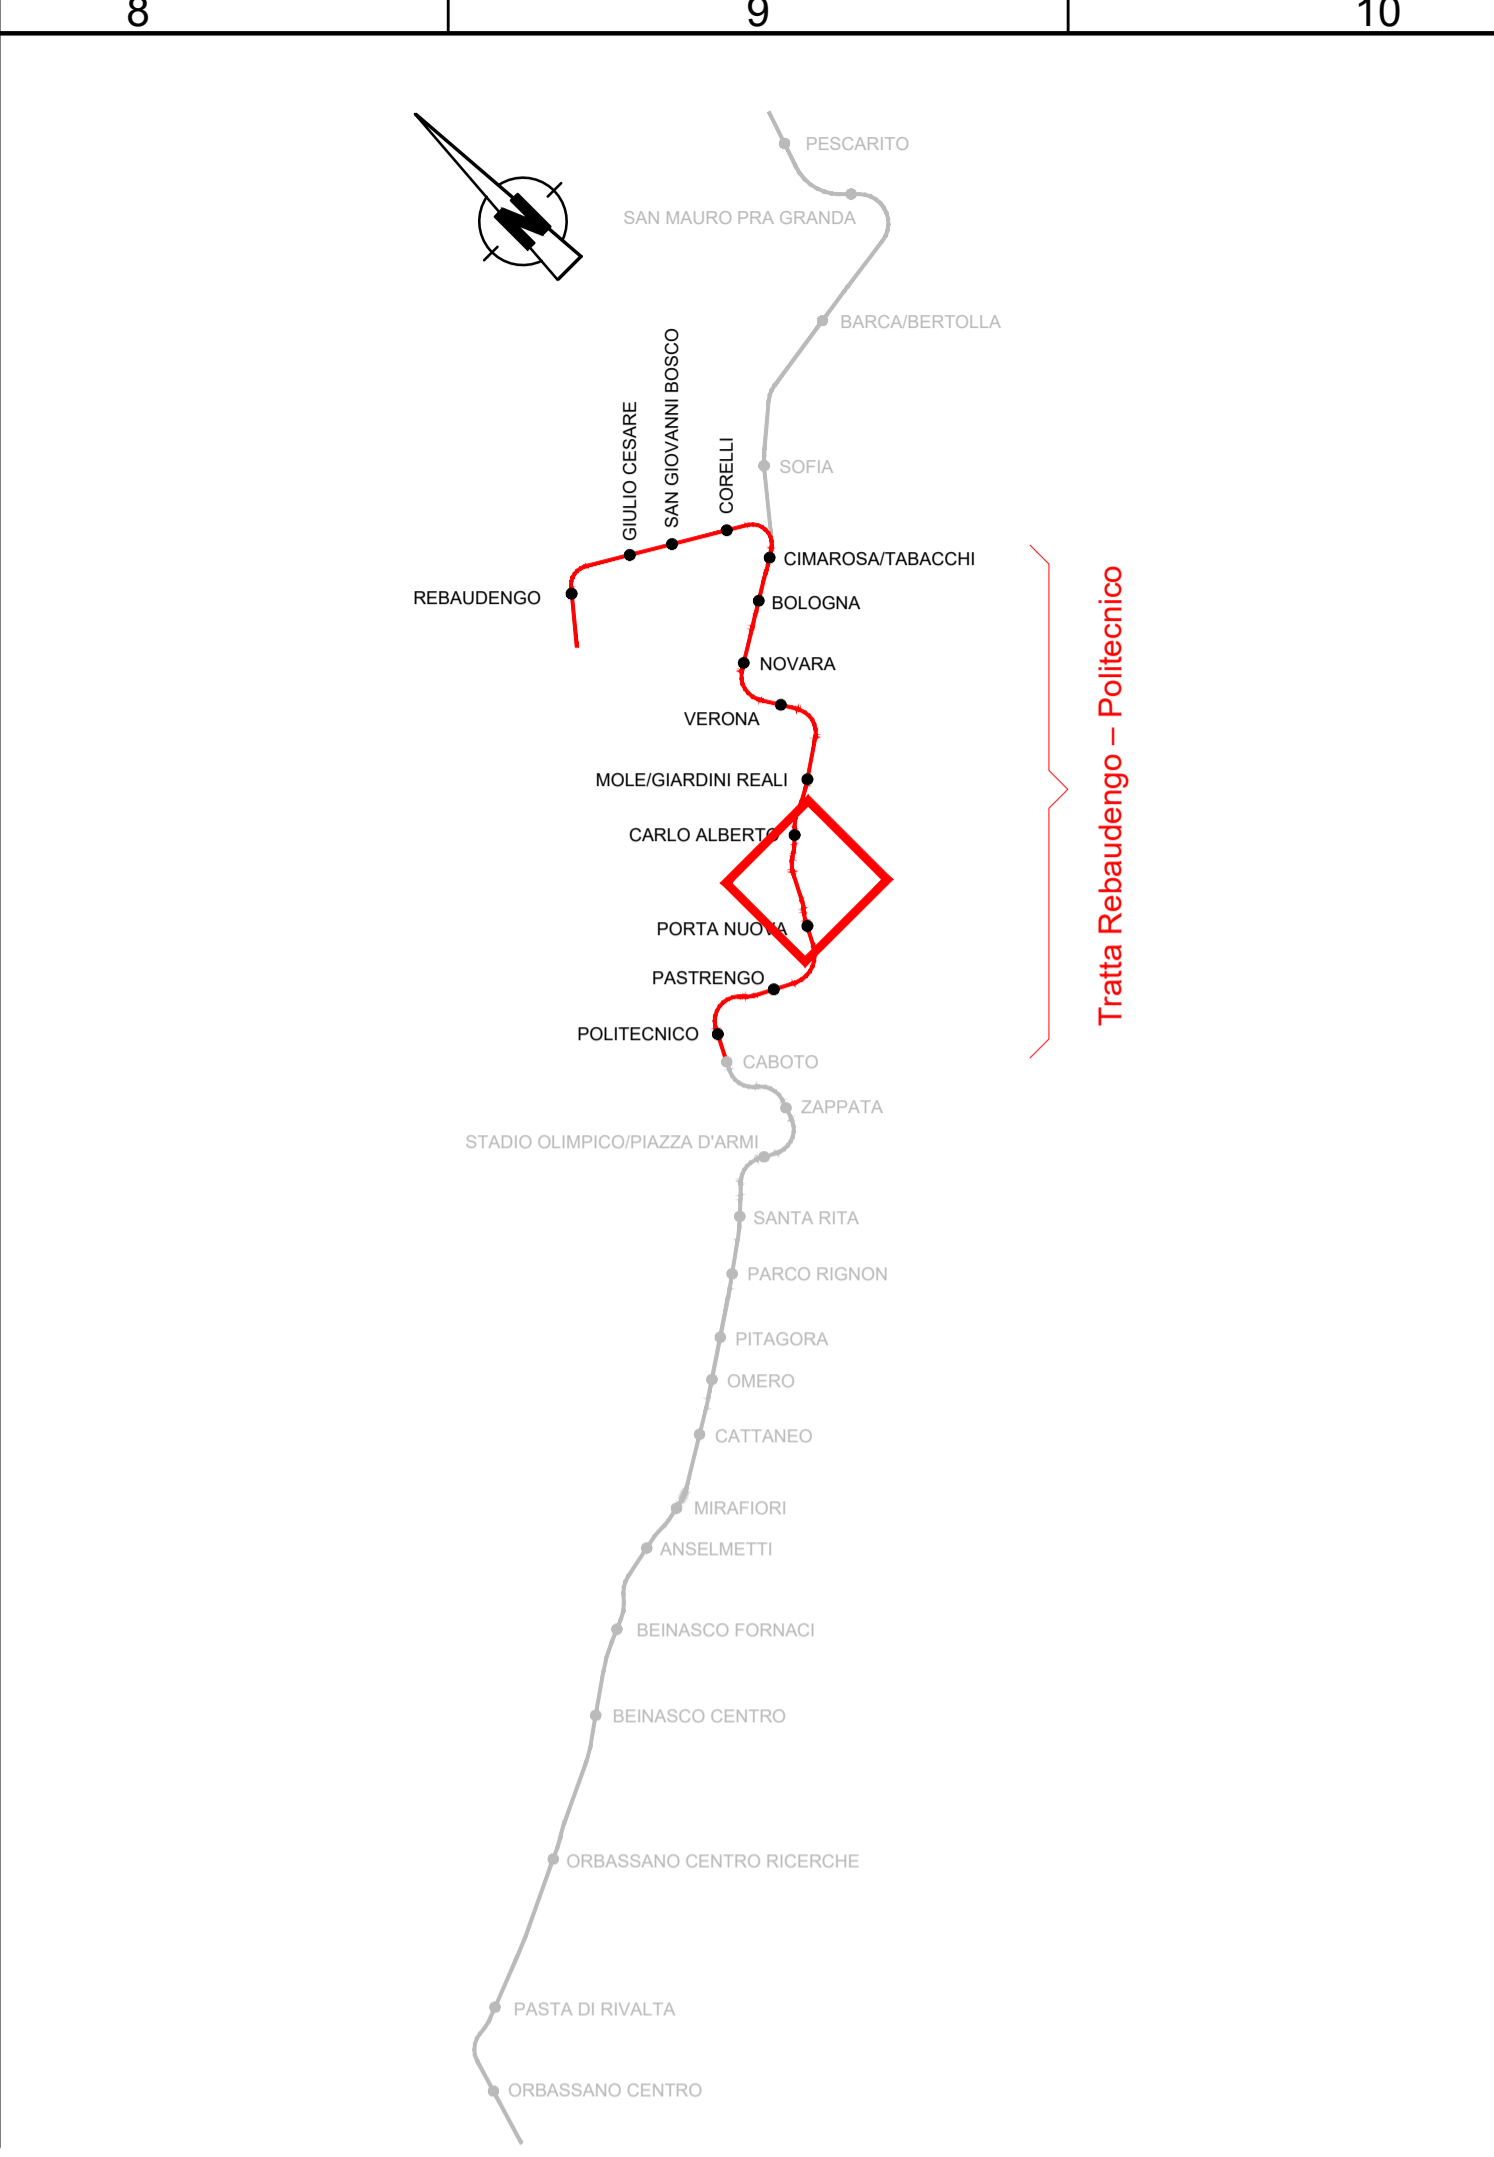 8
9
10
N
PESCARITO
SAN MAURO PRA GRANDA
BARCA/BERTOLLA
SOFIA
GIULIO CESARE
SAN GIOVANNI BOSCO
CORELLI
CIMAROSA/TABACCHI
REBAUDENGO
BOLOGNA
NOVARA
VERONA
MOLE/GIARDINI REALI
CARLO ALBERTO
PORTA NUOVA
PASTRENGO
POLITECNICO
Tratta Rebaudengo – Politecnico
CABOTO
ZAPPATA
STADIO OLIMPICO/PIAZZA D'ARMI
SANTA RITA
PARCO RIGNON
PITAGORA
OMERO
CATTANEO
MIRAFIORI
ANSELMETTI
BEINASCO FORNACI
BEINASCO CENTRO
ORBASSANO CENTRO RICERCHE
PASTA DI RIVALTA
ORBASSANO CENTRO